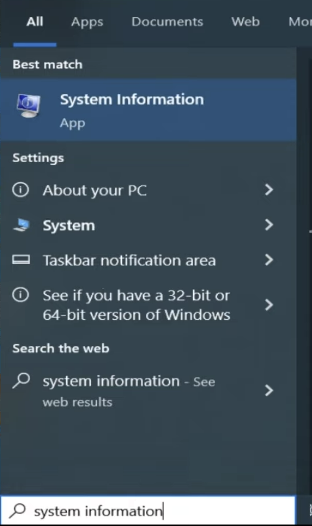 All Apps Documents Web Mor
Best match
System Information
App
Settings
About your PC
System
Taskbar notification area
See if you have a 32-bit or
64-bit version of Windows
Search the web
system information - See
web results
system information